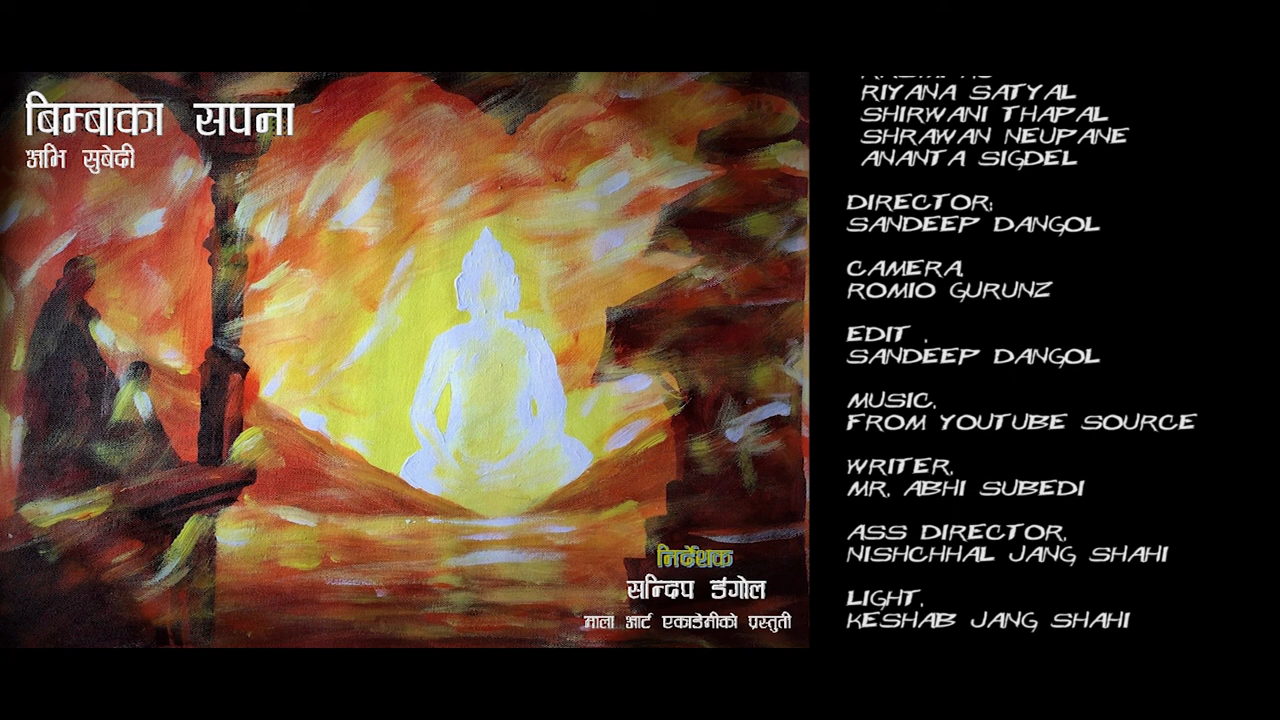 बिम्बाका सपना
अभि सुबेदी
निर्देशक
सन्दिप डंगोल
माला आर्ट एकाडेमीको प्रस्तुती
RIYANA SATYAL
SHIRWANI THAPAL
SHRAWAN NEUPANE
ANANTA SIGDEL
DIRECTOR:
SANDEEP DANGOL
CAMERA,
ROMIO GURUNZ
EDIT ,
SANDEEP DANGOL
MUSIC,
FROM YOUTUBE SOURCE
WRITER,
MR. ABHI SUBEDI
ASS DIRECTOR,
NISHCHHAL JANG SHAHI
LIGHT,
KESHAB JANG SHAHI